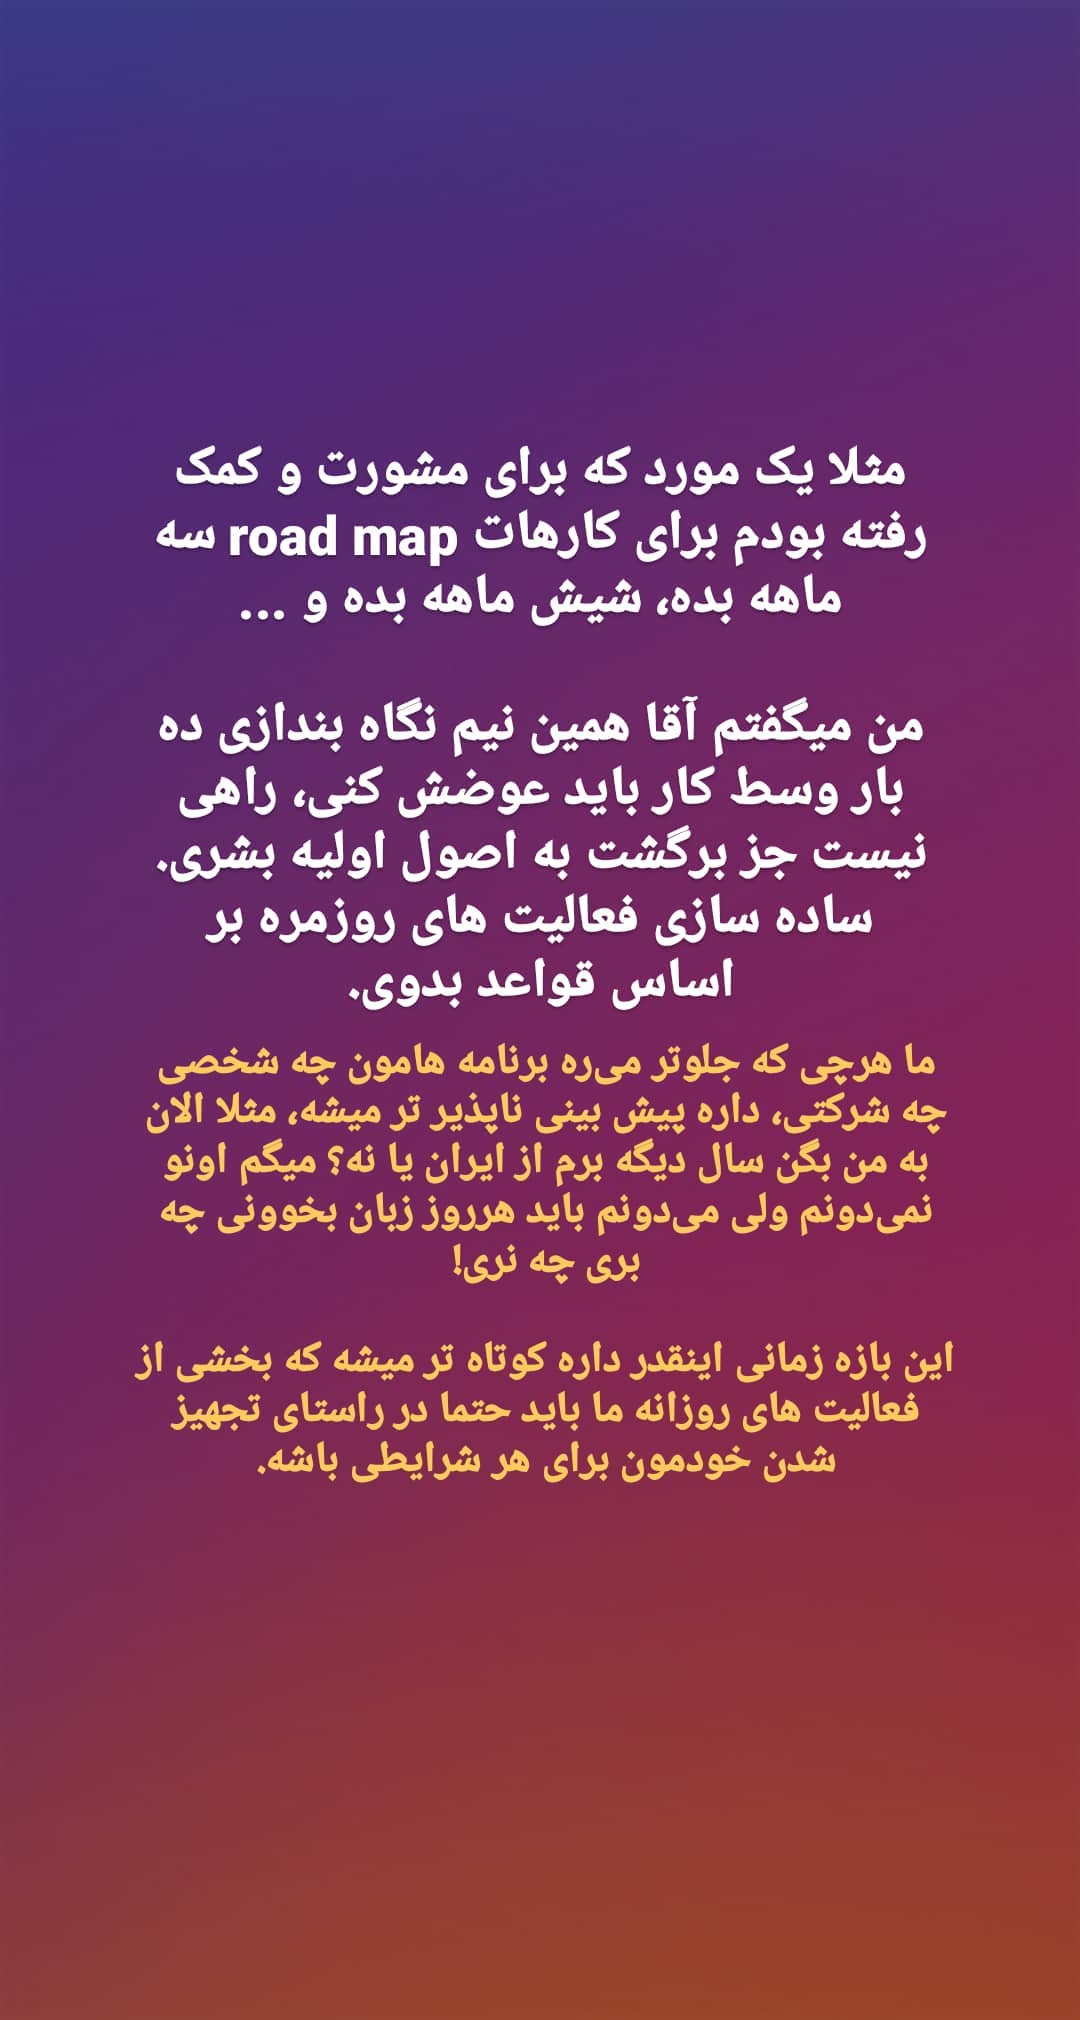 مثلا یک مورد که برای مشورت و کمک
رفته بودم برای کارهات road map سه
ماهه بده، شیش ماهه بده و ...
من میگفتم آقا همین نیم نگاه بندازی ده
بار وسط کار باید عوضش کنی، راهی
نیست جز برگشت به اصول اولیه بشری.
ساده سازی فعالیت های روزمره بر
اساس قواعد بدوی.
ما هرچی که جلوتر می‌ره برنامه هامون چه شخصی
چه شرکتی، داره پیش بینی ناپذیر تر میشه، مثلا الان
به من بگن سال دیگه برم از ایران یا نه؟ میگم اونو
نمی‌دونم ولی می‌دونم باید هرروز زبان بخوونی چه
بری چه نری!
این بازه زمانی اینقدر داره کوتاه تر میشه که بخشی از
فعالیت های روزانه ما باید حتما در راستای تجهیز
شدن خودمون برای هر شرایطی باشه.